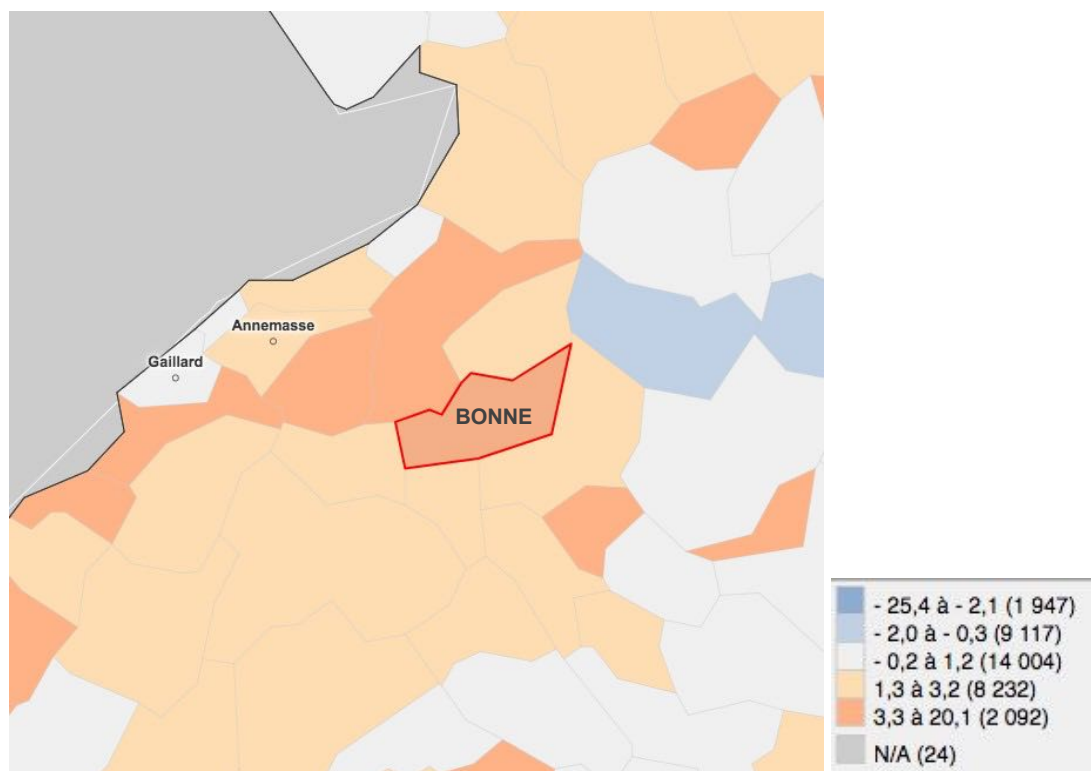 Annemasse
Gaillard
BONNE
- 25,4 à - 2,1 (1 947)
- 2,0 à - 0,3 (9 117)
- 0,2 à 1,2 (14 004)
1,3 à 3,2 (8 232)
3,3 à 20,1 (2 092)
N/A (24)